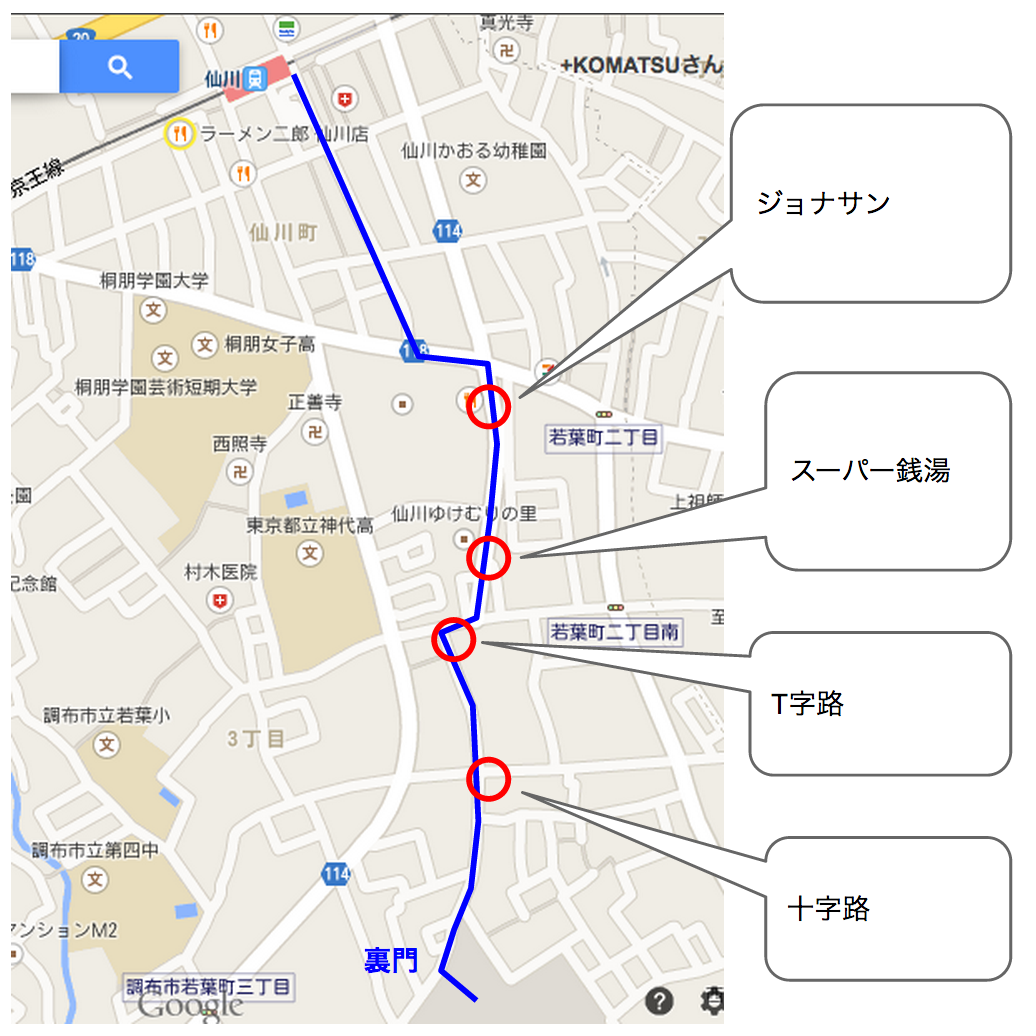 真光寺
20
+KOMATSUさん
仙川
ラーメン二郎 仙川店
仙川かおる幼稚園
京王線
ジョナサン
114
仙川町
118
桐朋学園大学
桐朋女子高
118
桐朋学園芸術短期大学
正善寺
若葉町二丁目
西照寺
スーパー銭湯
園
上祖師
仙川ゆけむりの里
東京都立神代高
記念館
村木医院
至
若葉町二丁目南
T字路
調布市立若葉小
3丁目
調布市立第四中
114
十字路
マンションM2
裏門
調布市若葉町三丁目
Google
?